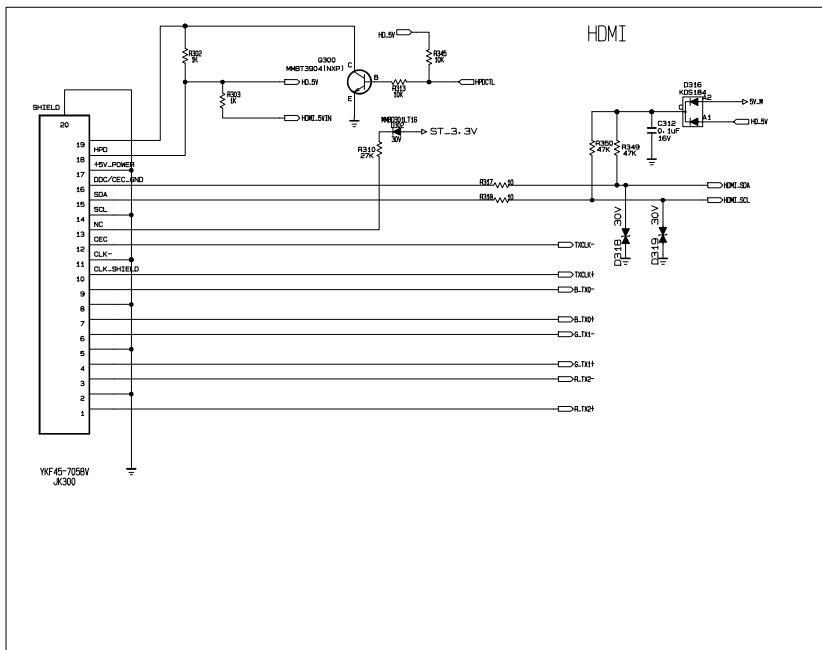 HDMI
HD_5V
R302
1K
Q300
MMBT3904(NXP)
C
B
E
R345
10K
HD_5V
R313
10K
HPDCTL
R303
1K
HDMI_5VIN
MMBD301LT1G
D302
30V
ST_3.3V
R310
27K
D316
KDS184
A2
C
A1
5V_M
HD_5V
C312
0.1uF
16V
R350
47K
R349
47K
SHIELD
20
19
HPD
18
+5V_POWER
17
DDC/CEC_GND
16
SDA
15
SCL
14
NC
13
CEC
12
CLK-
11
CLK_SHIELD
10
9
8
7
6
5
4
3
2
1
R317
10
R318
10
HDMI_SDA
HDMI_SCL
30V
D318
30V
D319
TXCLK-
TXCLK+
B_TX0-
B_TX0+
G_TX1-
G_TX1+
R_TX2-
R_TX2+
YKF45-7058V
JK300